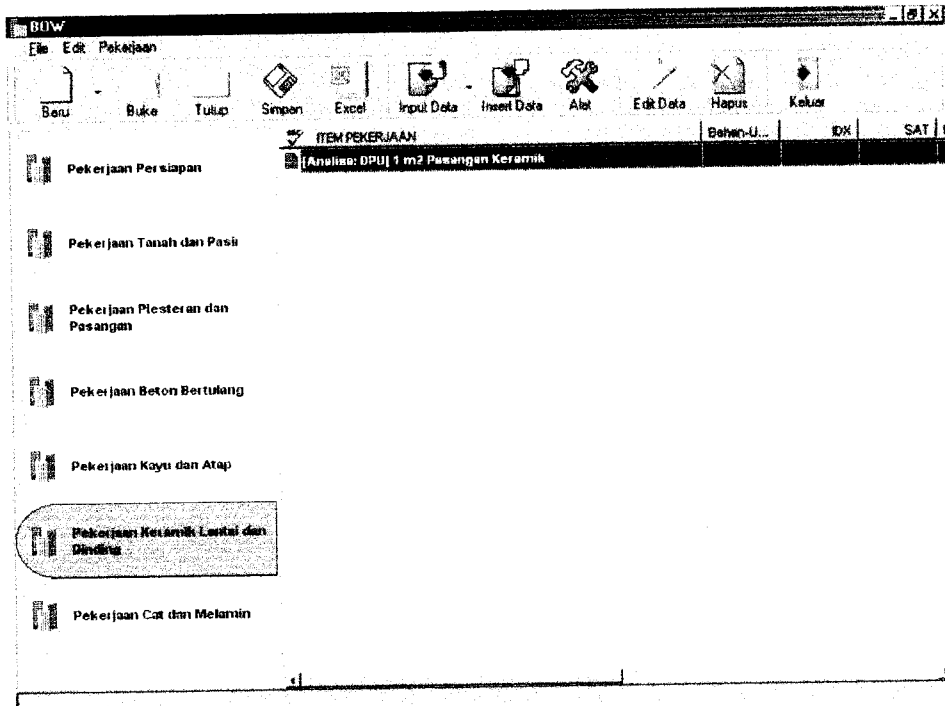 BOW
File Edit Pekerjaan
Baru Buka Tutup Simpan Excel Input Data Insert Data Alat Edit Data Hapus Keluar
ITEM PEKERJAAN Bahan-U... IDX SAT
[Analisa: DPU] 1 m2 Pasangan Keramik
Pekerjaan Persiapan
Pekerjaan Tanah dan Pasir
Pekerjaan Plesteran dan
Pasangan
Pekerjaan Beton Bertulang
Pekerjaan Kayu dan Atap
Pekerjaan Keramik Lantai dan
Dinding
Pekerjaan Cat dan Melamin